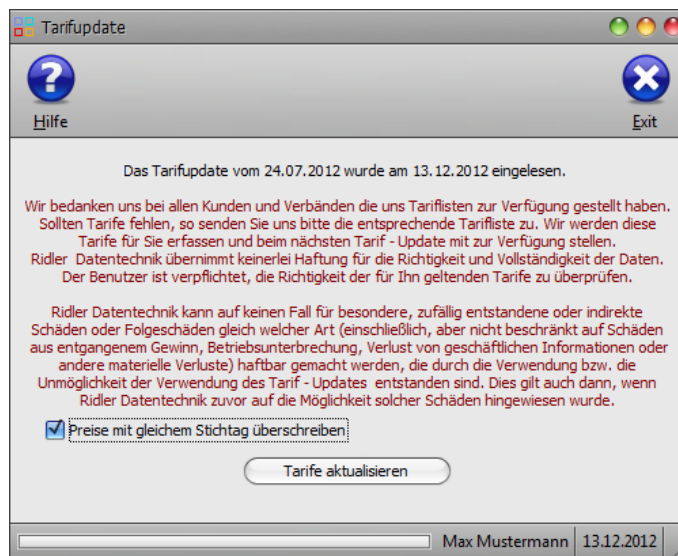 Tarifupdate
Hilfe
Exit
Das Tarifupdate vom 24.07.2012 wurde am 13.12.2012 eingelesen.
Wir bedanken uns bei allen Kunden und Verbänden die uns Tariflisten zur Verfügung gestellt haben.
Sollten Tarife fehlen, so senden Sie uns bitte die entsprechende Tarifliste zu. Wir werden diese
Tarife für Sie erfassen und beim nächsten Tarif - Update mit zur Verfügung stellen.
Ridler Datentechnik übernimmt keinerlei Haftung für die Richtigkeit und Vollständigkeit der Daten.
Der Benutzer ist verpflichtet, die Richtigkeit der für Ihn geltenden Tarife zu überprüfen.
Ridler Datentechnik kann auf keinen Fall für besondere, zufällig entstandene oder indirekte
Schäden oder Folgeschäden gleich welcher Art (einschließlich, aber nicht beschränkt auf Schäden
aus entgangenem Gewinn, Betriebsunterbrechung, Verlust von geschäftlichen Informationen oder
andere materielle Verluste) haftbar gemacht werden, die durch die Verwendung bzw. die
Unmöglichkeit der Verwendung des Tarif - Updates entstanden sind. Dies gilt auch dann, wenn
Ridler Datentechnik zuvor auf die Möglichkeit solcher Schäden hingewiesen wurde.
Preise mit gleichem Stichtag überschreiben
Tarife aktualisieren
Max Mustermann 13.12.2012